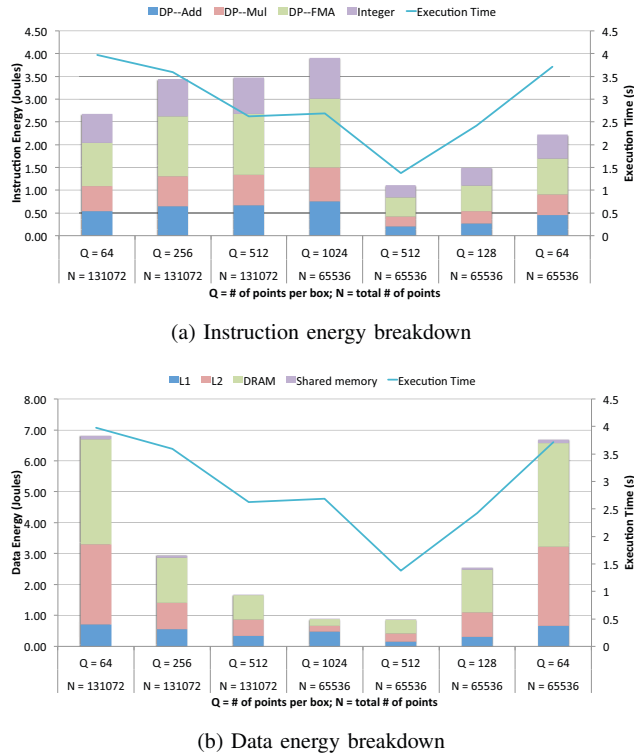 DP--Add DP--Mul DP--FMA Integer Execution Time
4.50 4.5
4.00 4
3.50 3.5
3.00 3
2.50 2.5
2.00 2
1.50 1.5
1.00 1
0.50 0.5
0.00 0
Instruction Energy (Joules)
Execution Time (s)
Q = 64 Q = 256 Q = 512 Q = 1024 Q = 512 Q = 128 Q = 64
N = 131072 N = 131072 N = 131072 N = 65536 N = 65536 N = 65536 N = 65536
Q = # of points per box; N = total # of points
(a) Instruction energy breakdown
L1 L2 DRAM Shared memory Execution Time
8.00 4.5
7.00 4
6.00 3.5
5.00 3
4.00 2.5
3.00 2
2.00 1.5
1.00 1
0.00 0.5
0
Data Energy (Joules)
Execution Time (s)
Q = 64 Q = 256 Q = 512 Q = 1024 Q = 512 Q = 128 Q = 64
N = 131072 N = 131072 N = 131072 N = 65536 N = 65536 N = 65536 N = 65536
Q = # of points per box; N = total # of points
(b) Data energy breakdown